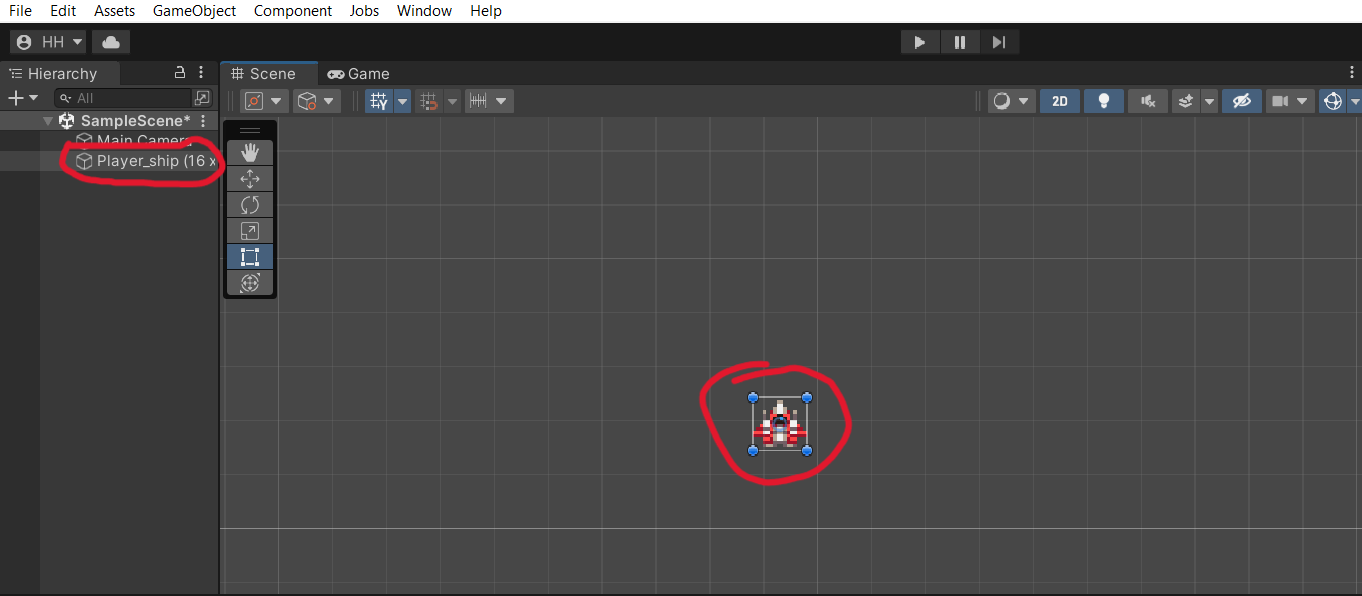 File Edit Assets GameObject Component Jobs Window Help
HH
Hierarchy Scene Game
All 2D
SampleScene*
Main Camera
Player_ship (16 x